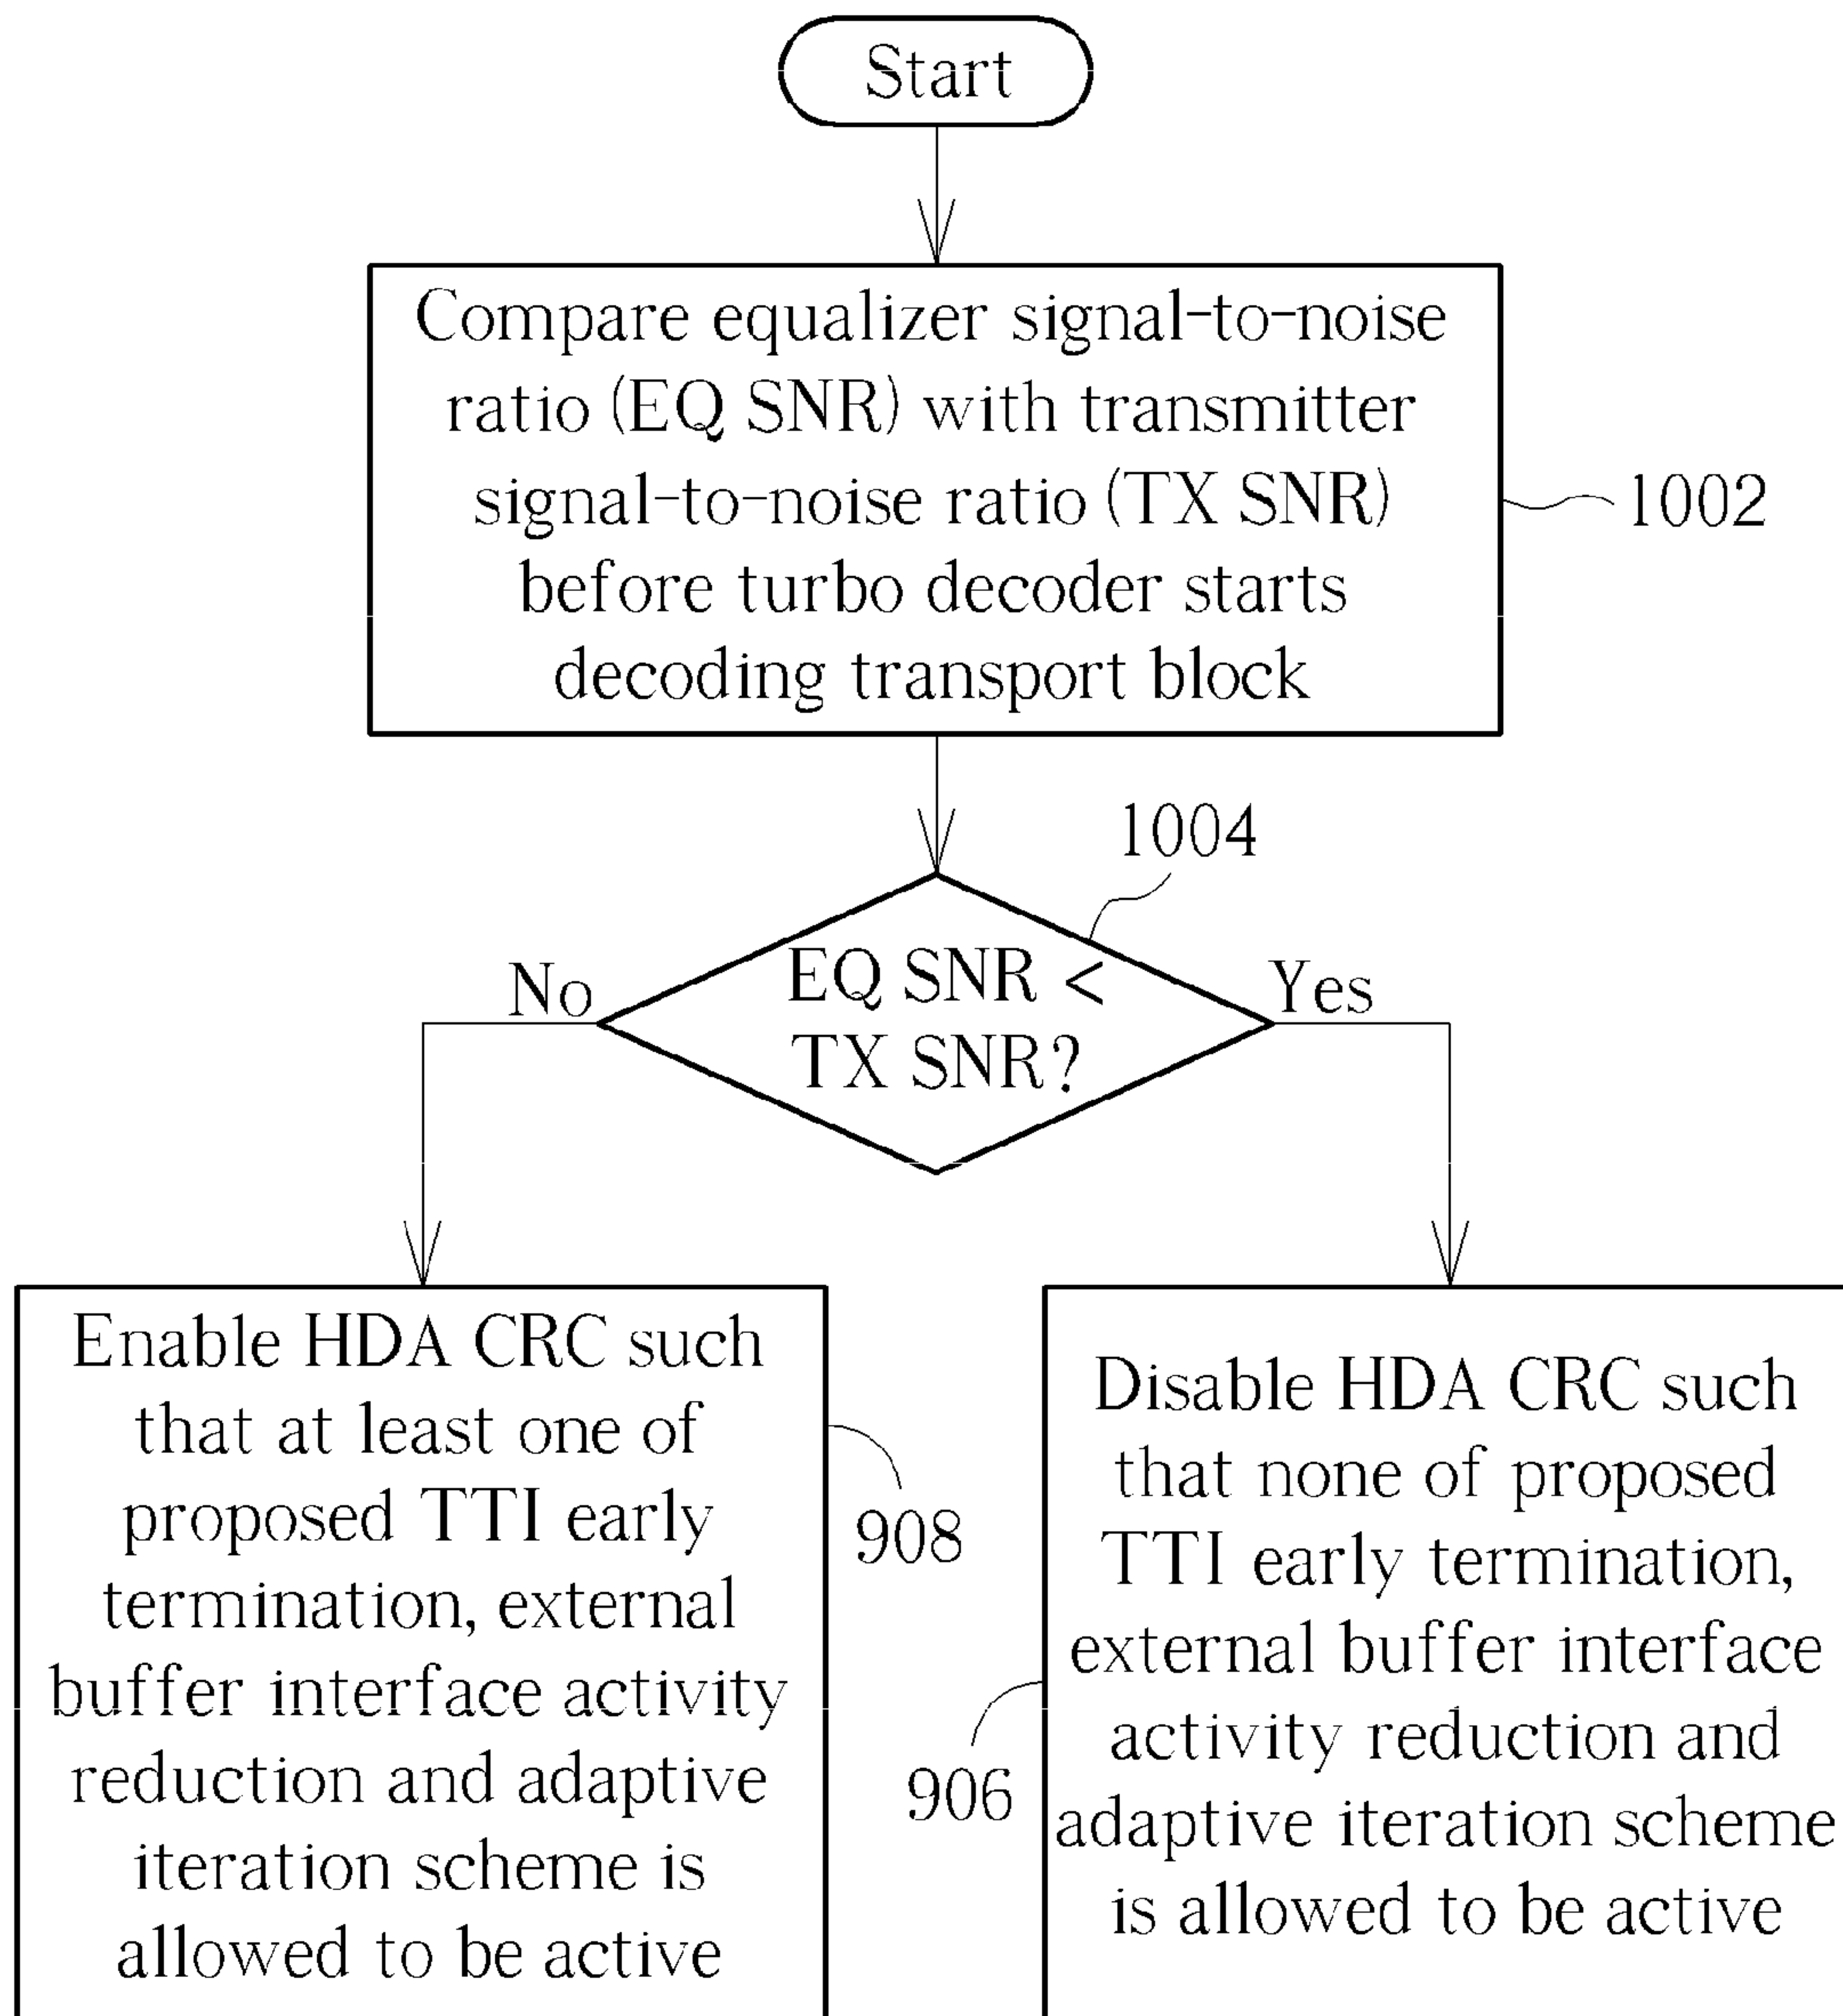 Start
Compare equalizer signal-to-noise
ratio (EQ SNR) with transmitter
signal-to-noise ratio (TX SNR)
before turbo decoder starts
decoding transport block
1002
1004
EQ SNR <
TX SNR?
No
Yes
Enable HDA CRC such
that at least one of
proposed TTI early
termination, external
buffer interface activity
reduction and adaptive
iteration scheme is
allowed to be active
908
Disable HDA CRC such
that none of proposed
TTI early termination,
external buffer interface
activity reduction and
adaptive iteration scheme
is allowed to be active
906